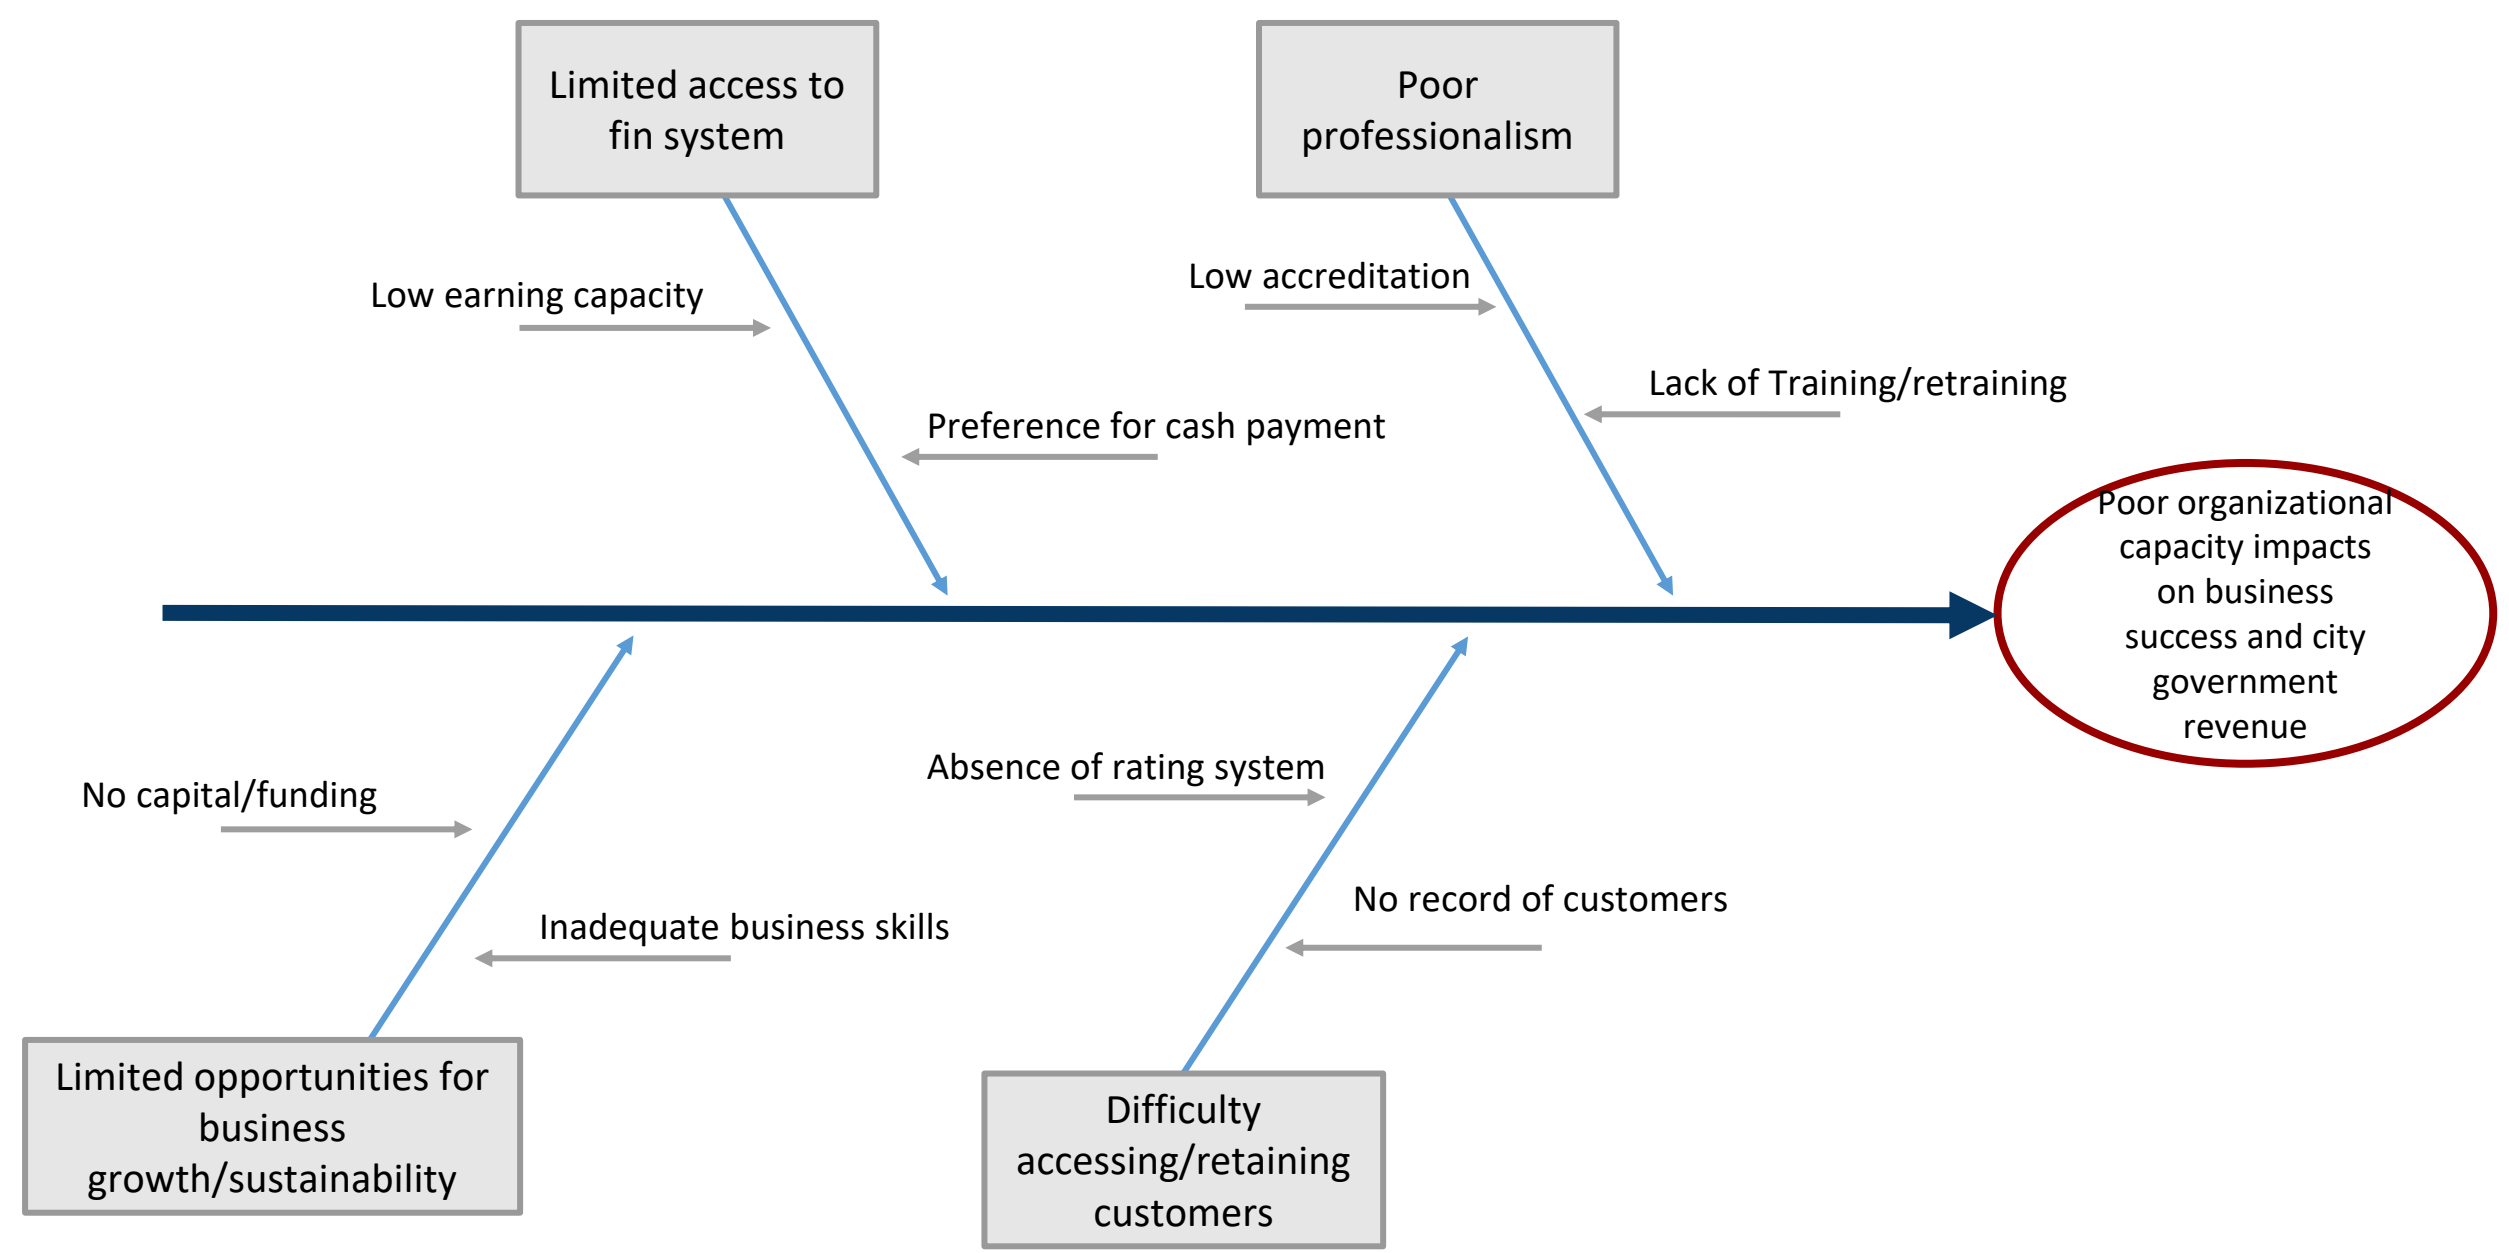 Limited access to
fin system
Poor
professionalism
Low earning capacity
Low accreditation
Preference for cash payment
Lack of Training/retraining
Poor organizational
capacity impacts
on business
success and city
government
revenue
No capital/funding
Absence of rating system
Inadequate business skills
No record of customers
Limited opportunities for
business
growth/sustainability
Difficulty
accessing/retaining
customers